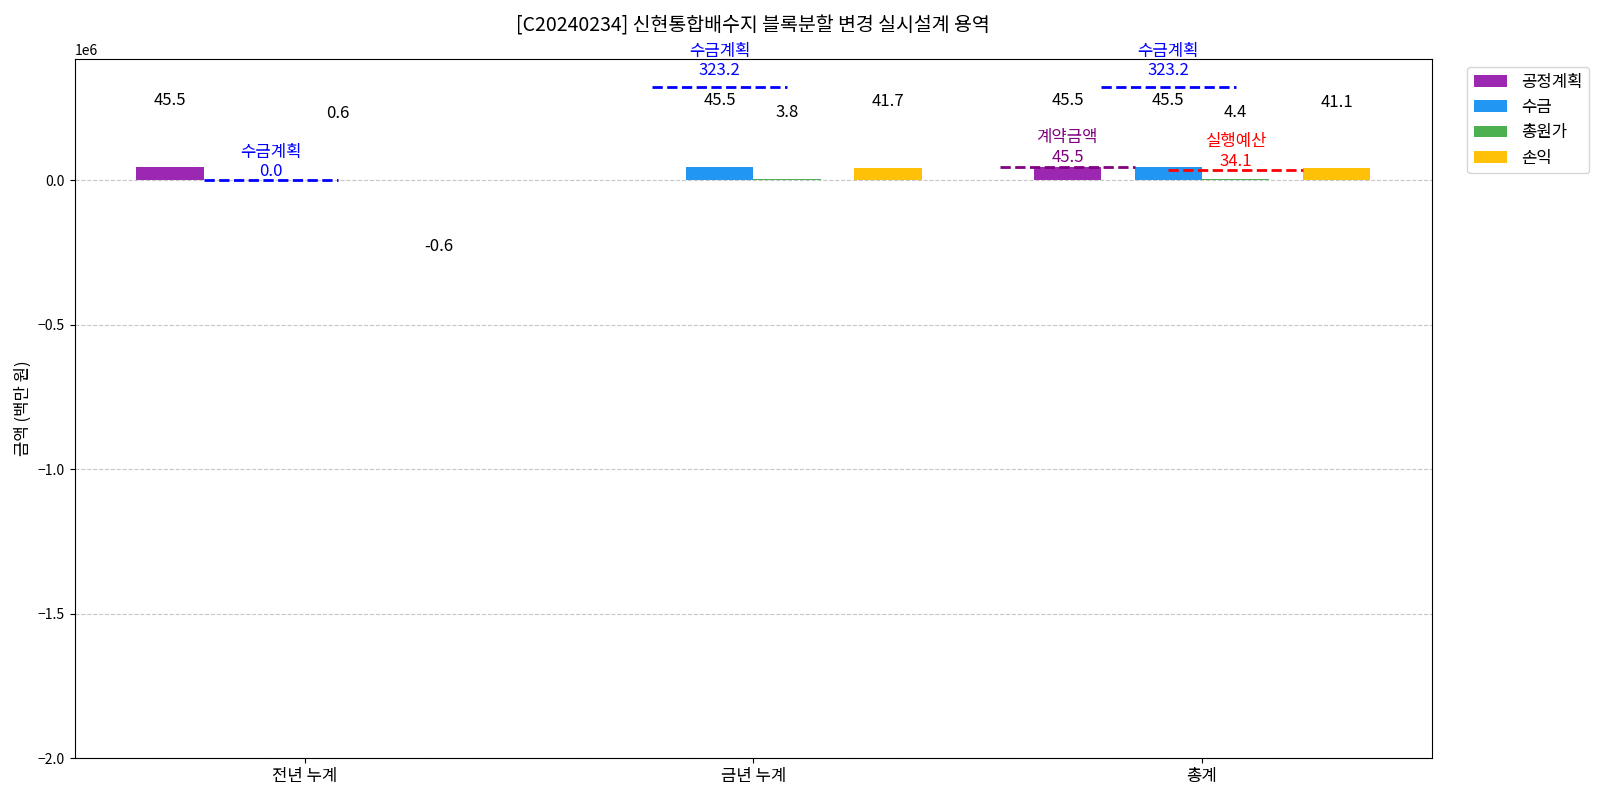 [C20240234] 신현통합배수지 블록분할 변경 실시설계 용역
1e6
수금계획
323.2
수금계획
323.2
45.5
0.6
45.5
3.8
41.7
45.5
45.5
4.4
41.1
수금계획
0.0
계약금액
45.5
실행예산
34.1
-0.6
공정계획
수금
총원가
손익
0.0
−0.5
−1.0
−1.5
−2.0
금액 (백만 원)
전년 누계
금년 누계
총계